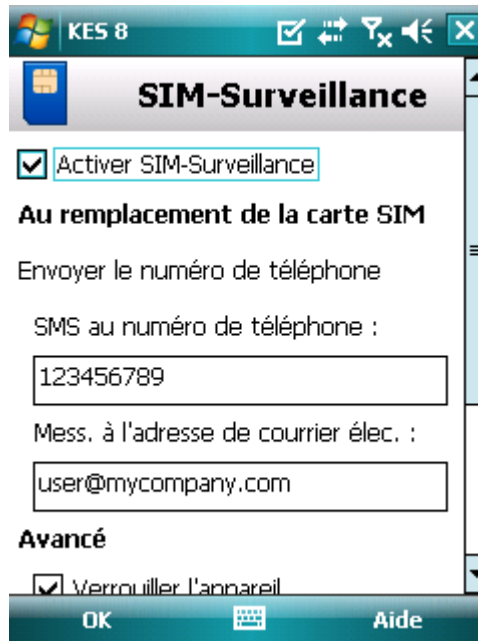 KES 8
SIM-Surveillance
Activer SIM-Surveillance
Au remplacement de la carte SIM
Envoyer le numéro de téléphone
SMS au numéro de téléphone :
123456789
Mess. à l'adresse de courrier élec. :
user@mycompany.com
Avancé
Verrouiller l'appareil
OK
Aide